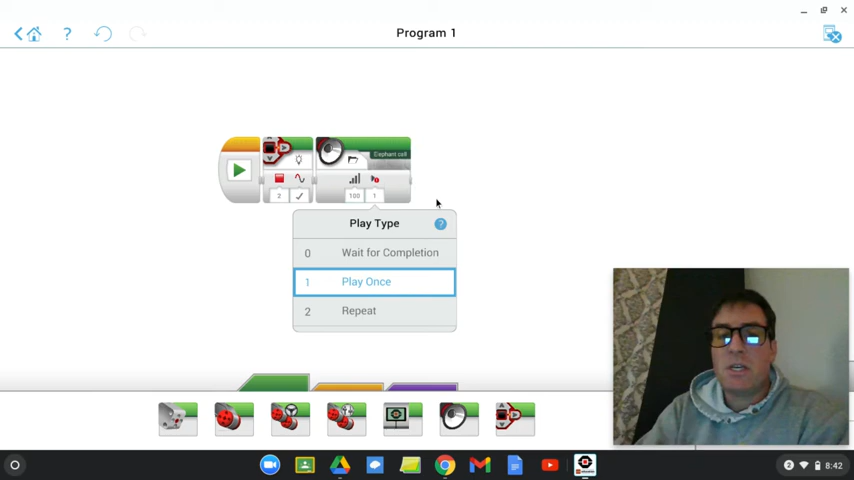 Program 1
?
Elephant call
2
100
1
Play Type
?
0 Wait for Completion
1 Play Once
2 Repeat
2
8:42